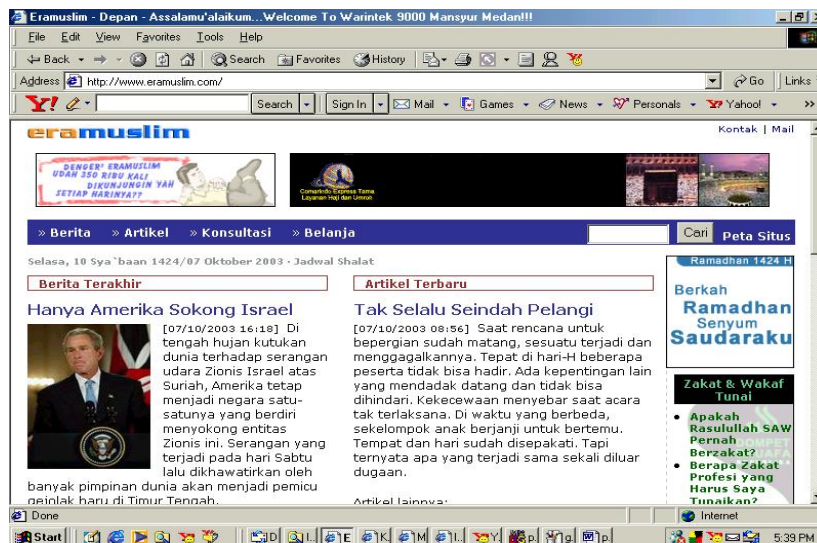 Eramuslim - Depan - Assalamu'alaikum...Welcome To Warintek 9000 Mansyur Medan!!!
File Edit View Favorites Tools Help
Back Search Favorites History
Address http://www.eramuslim.com/ Go Links
Y! Search Sign In Mail Games News Personals Yahoo! »
eramuslim
Kontak | Mail
DENGER' ERAMUSLIM
UDAH 350 RIBU KALI
DIKUNJUNGIN YAH
SETIAP HARINYA??
Layanan Haji dan Umroh
» Berita » Artikel » Konsultasi » Belanja Cari Peta Situs
Selasa, 10 Sya`baan 1424/07 Oktober 2003 - Jadwal Shalat
Berita Terakhir
Hanya Amerika Sokong Israel
[07/10/2003 16:18] Di
tengah hujan kutukan
dunia terhadap serangan
udara Zionis Israel atas
Suriah, Amerika tetap
menjadi negara satu-
satunya yang berdiri
menyokong entitas
Zionis ini. Serangan yang
terjadi pada hari Sabtu
lalu dikhawatirkan oleh
banyak pimpinan dunia akan menjadi pemicu
gejolak baru di Timur Tengah.
Artikel Terbaru
Tak Selalu Seindah Pelangi
[07/10/2003 08:56] Saat rencana untuk
bepergian sudah matang, sesuatu terjadi dan
menggagalkannya. Tepat di hari-H beberapa
peserta tidak bisa hadir. Ada kepentingan lain
yang mendadak datang dan tidak bisa
dihindari. Kekecewaan menyebar saat acara
tak terlaksana. Di waktu yang berbeda,
sekelompok anak berjanji untuk bertemu.
Tempat dan hari sudah disepakati. Tapi
ternyata apa yang terjadi sama sekali diluar
dugaan.
Artikel lainnya:
Ramadhan 1424 H
Berkah
Ramadhan
Senyum
Saudaraku
Zakat & Wakaf
Tunai
Apakah
Rasulullah SAW
Pernah
Berzakat?
Berapa Zakat
Profesi yang
Harus Saya
Tunaikan?
Done Internet
Start 5:39 PM